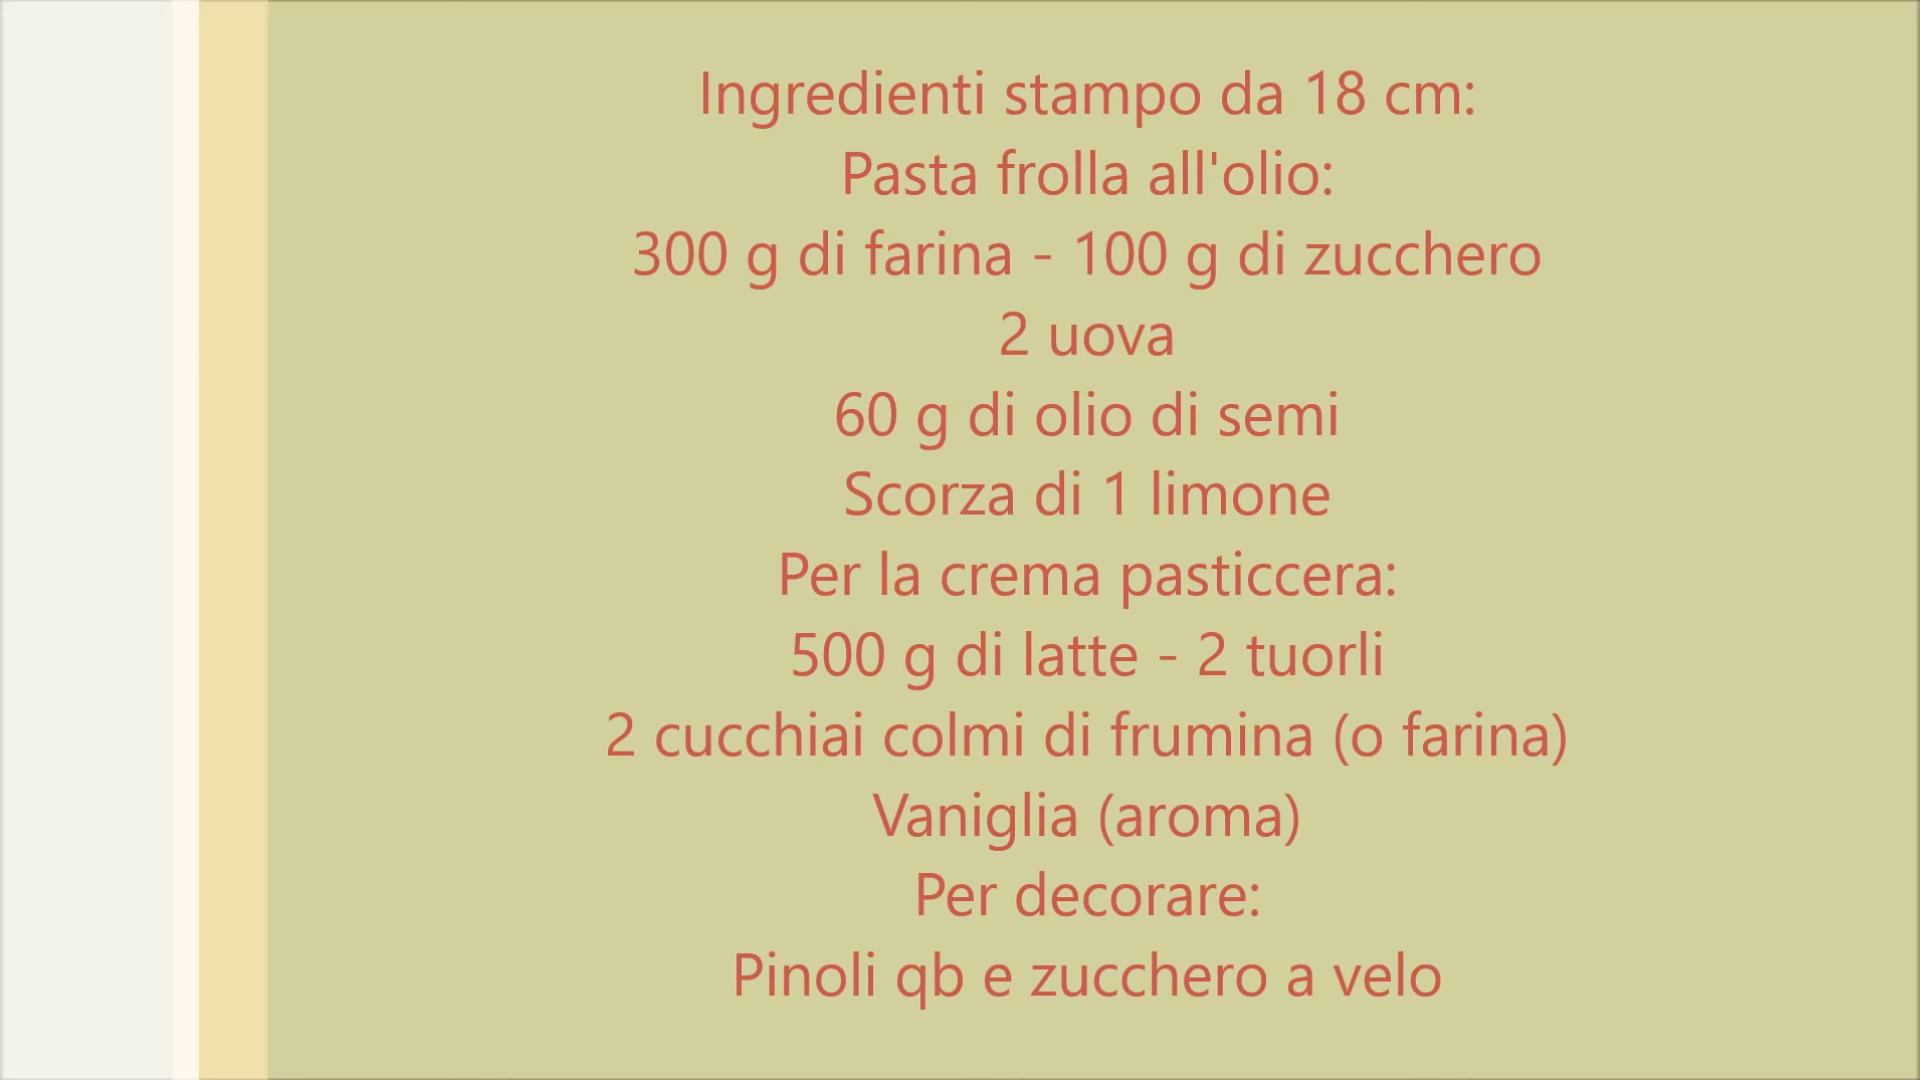 Ingredienti stampo da 18 cm:
Pasta frolla all'olio:
300 g di farina - 100 g di zucchero
2 uova
60 g di olio di semi
Scorza di 1 limone
Per la crema pasticcera:
500 g di latte - 2 tuorli
2 cucchiai colmi di frumina (o farina)
Vaniglia (aroma)
Per decorare:
Pinoli qb e zucchero a velo